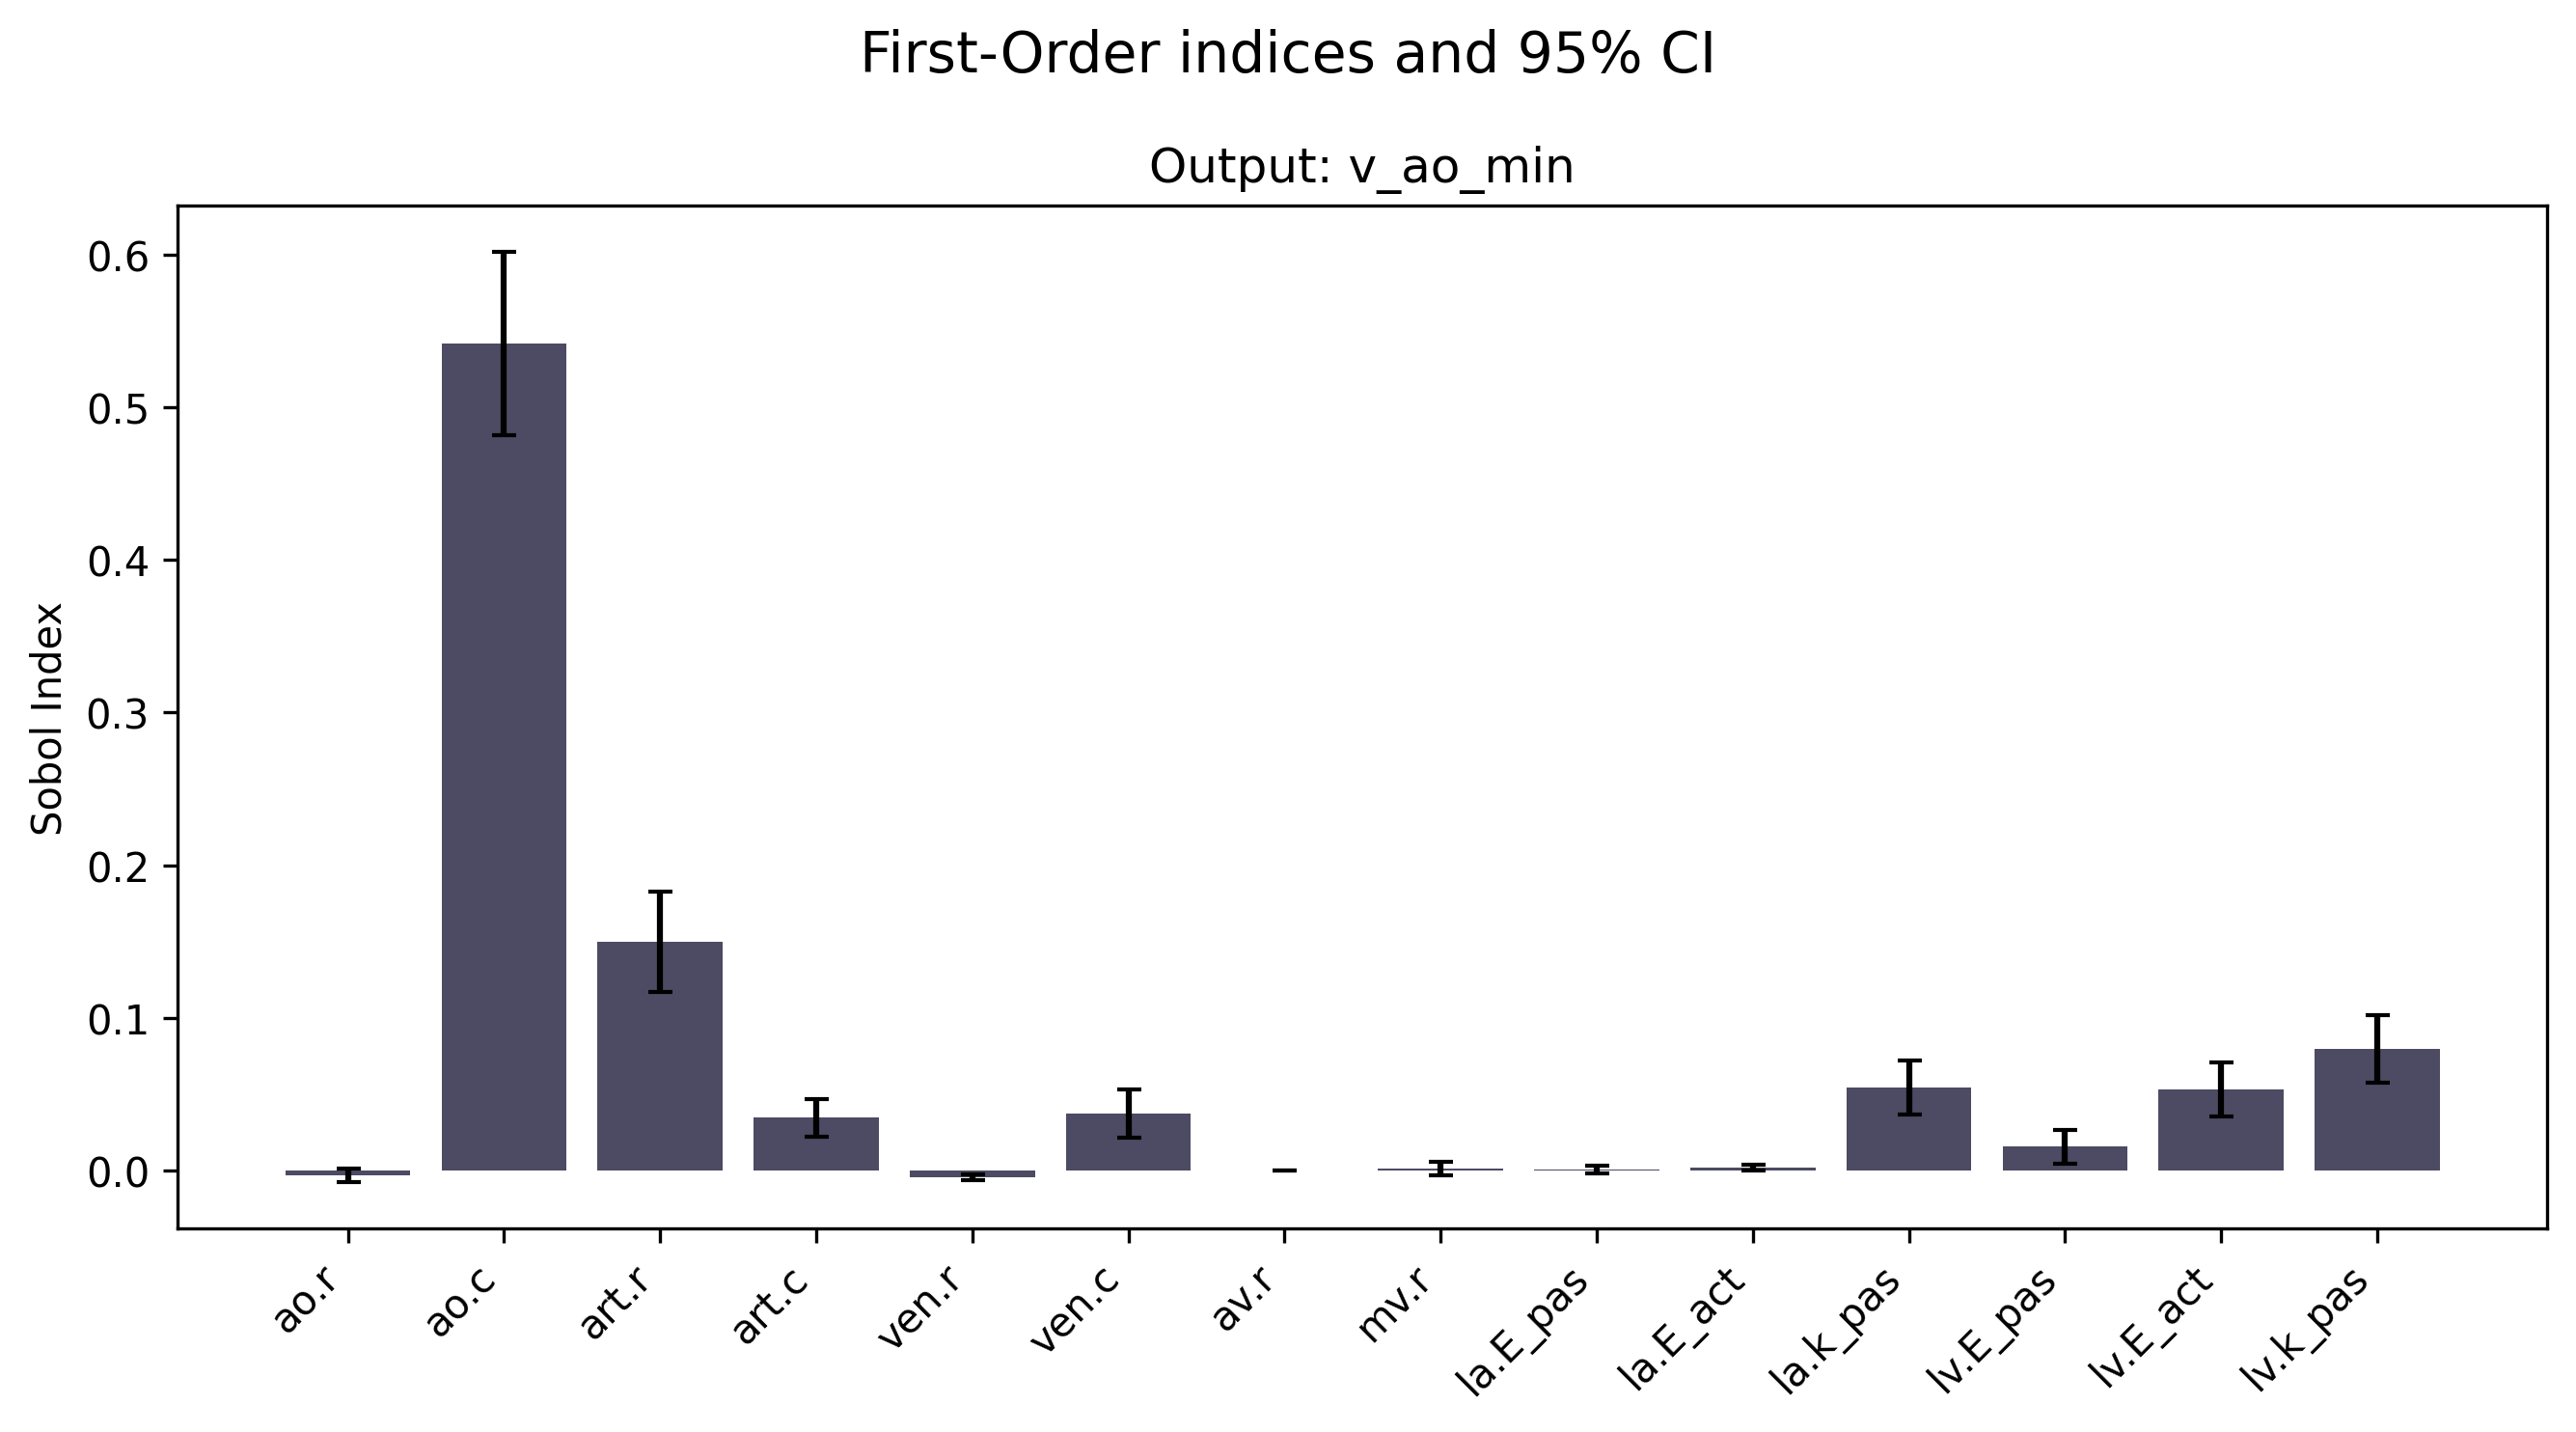 First-Order indices and 95% CI
Output: v_ao_min
Sobol Index
0.6
0.5
0.4
0.3
0.2
0.1
0.0
ao.r
ao.c
art.r
art.c
ven.r
ven.c
av.r
mv.r
la.E_pas
la.E_act
la.k_pas
lv.E_pas
lv.E_act
lv.k_pas